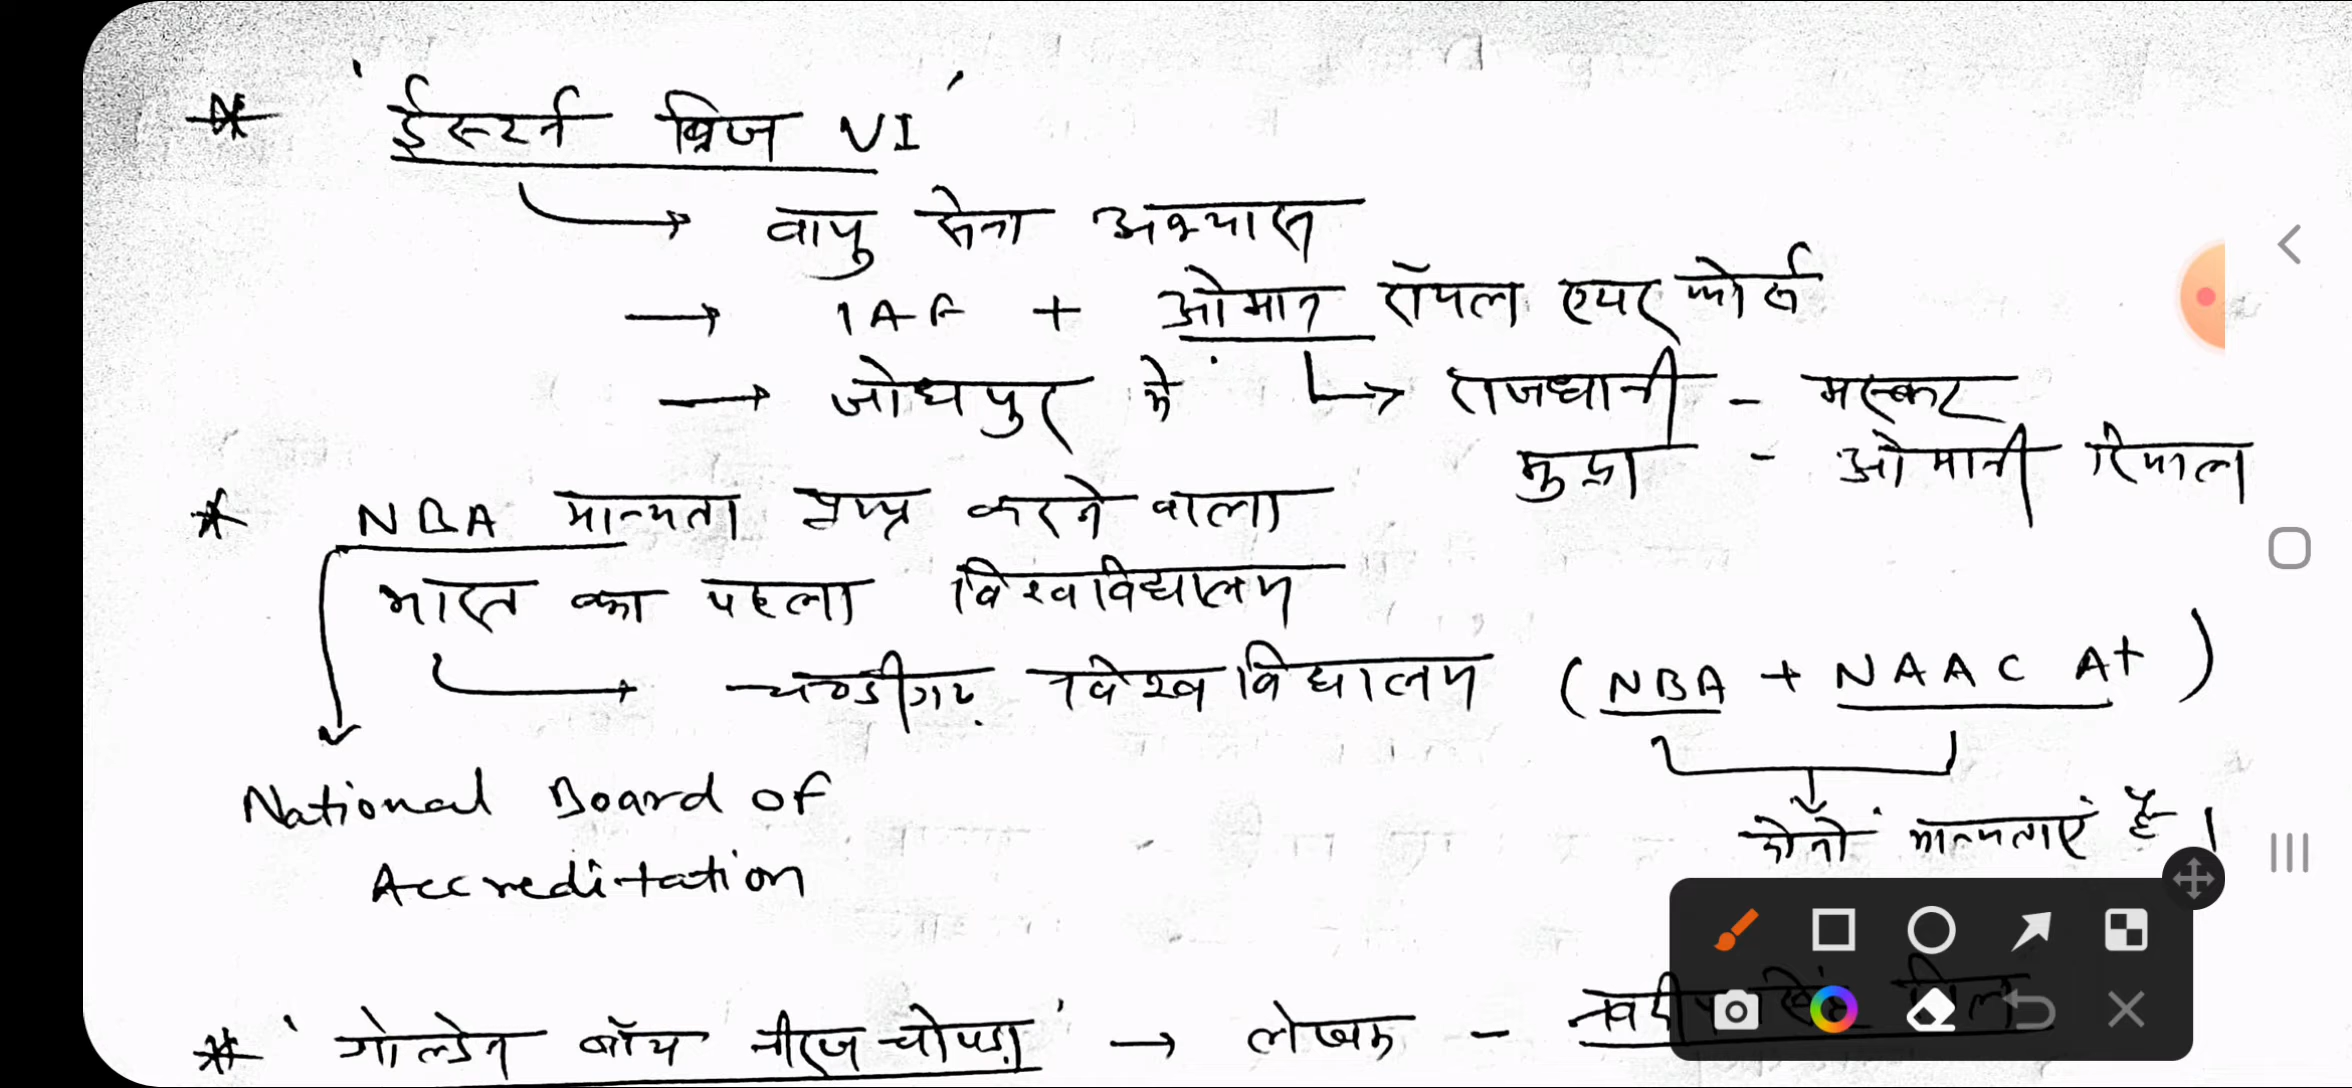 * 'ईस्टर्न ब्रिज VI'
→ वायु सेना अभ्यास
→ IAF + ओमान रॉयल एयर फोर्स
→ जोधपुर में → राजधानी - मस्कट
मुद्रा - ओमानी रियाल
* NBA मान्यता प्राप्त करने वाला
भारत का पहला विश्वविद्यालय
→ चण्डीगढ़ विश्वविद्यालय (NBA + NAAC A+)
National Board of
Accreditation
दोनों मान्यताएं हैं।
* 'गोल्डेन बॉय नीरज चोपड़ा' → लेखक - नवदीप सिंह गिल